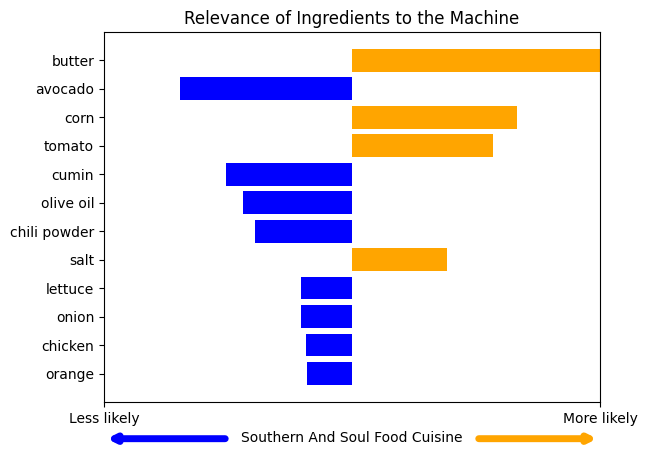 Relevance of Ingredients to the Machine
butter
avocado
corn
tomato
cumin
olive oil
chili powder
salt
lettuce
onion
chicken
orange
Less likely More likely
Southern And Soul Food Cuisine